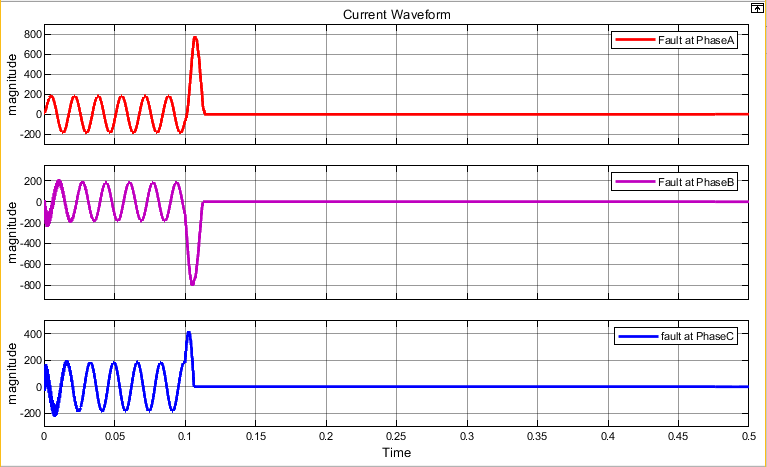 Current Waveform
800
600
400
200
0
-200
magnitude
Fault at PhaseA
200
0
-200
-400
-600
-800
magnitude
Fault at PhaseB
400
200
0
-200
magnitude
fault at PhaseC
0 0.05 0.1 0.15 0.2 0.25 0.3 0.35 0.4 0.45 0.5
Time